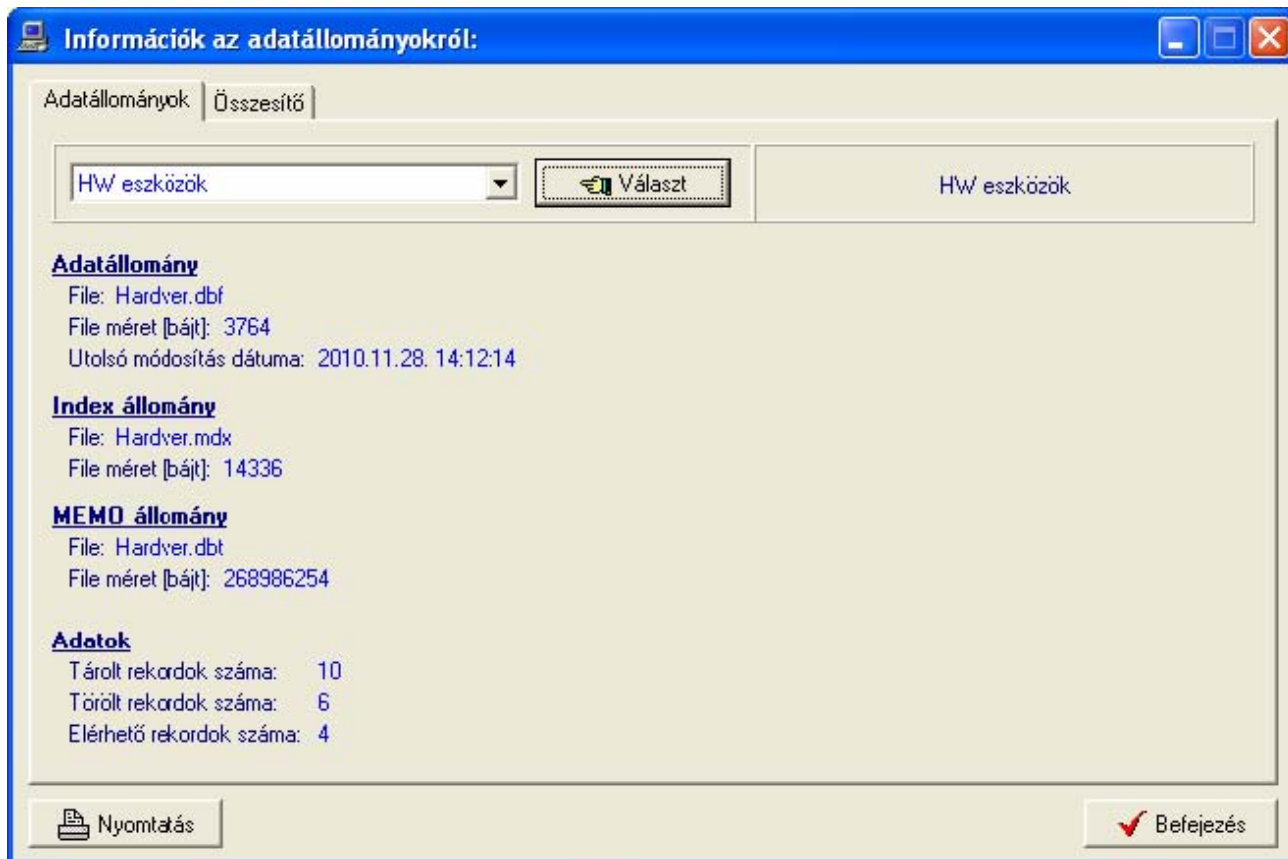 Információk az adatállományokról:
Adatállományok Összesítő
HW eszközök Választ HW eszközök
Adatállomány
File: Hardver.dbf
File méret [bájt]: 3764
Utolsó módosítás dátuma: 2010.11.28. 14:12:14
Index állomány
File: Hardver.mdx
File méret [bájt]: 14336
MEMO állomány
File: Hardver.dbt
File méret [bájt]: 268986254
Adatok
Tárolt rekordok száma: 10
Törölt rekordok száma: 6
Elérhető rekordok száma: 4
Nyomtatás Befejezés